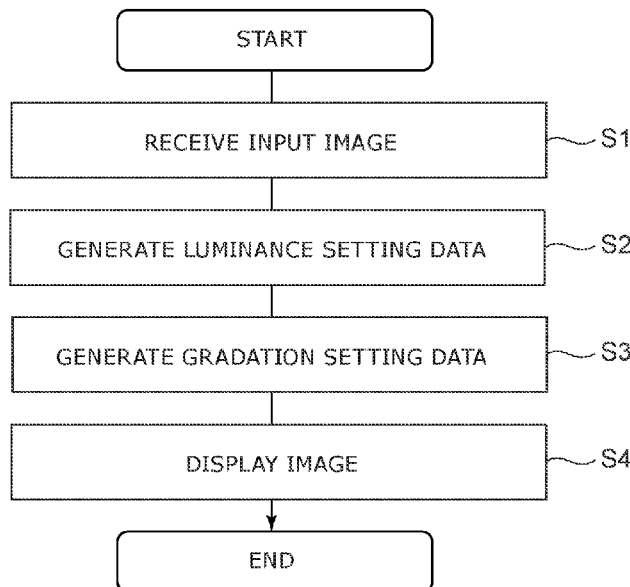 START
RECEIVE INPUT IMAGE
S1
GENERATE LUMINANCE SETTING DATA
S2
GENERATE GRADATION SETTING DATA
S3
DISPLAY IMAGE
S4
END